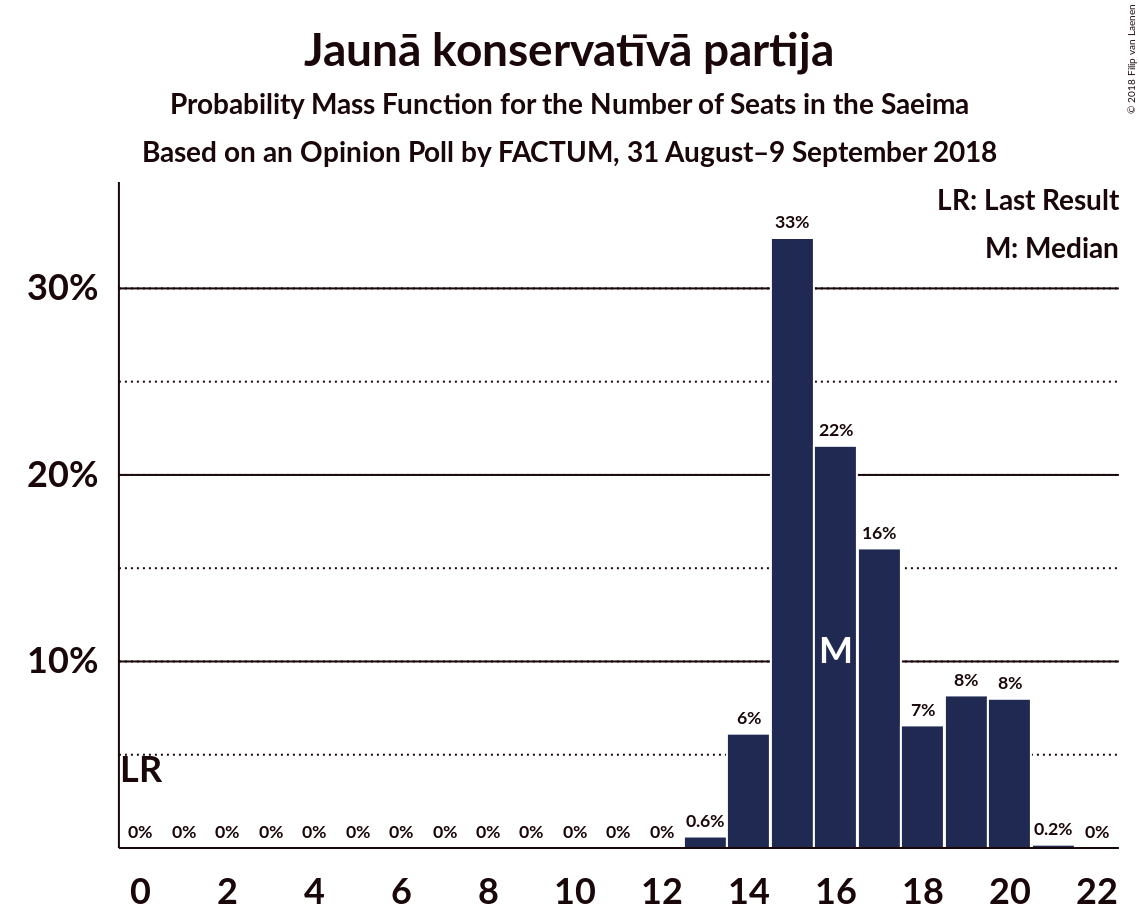 Jaunā konservatīvā partija
Probability Mass Function for the Number of Seats in the Saeima
Based on an Opinion Poll by FACTUM, 31 August–9 September 2018
© 2018 Filip van Laenen
LR: Last Result
M: Median
33%
30%
22%
20%
16%
M
10%
8%
8%
7%
6%
LR
0%
0%
0%
0%
0%
0%
0%
0%
0%
0%
0%
0%
0%
0.6%
0.2%
0%
0 2 4 6 8 10 12 14 16 18 20 22